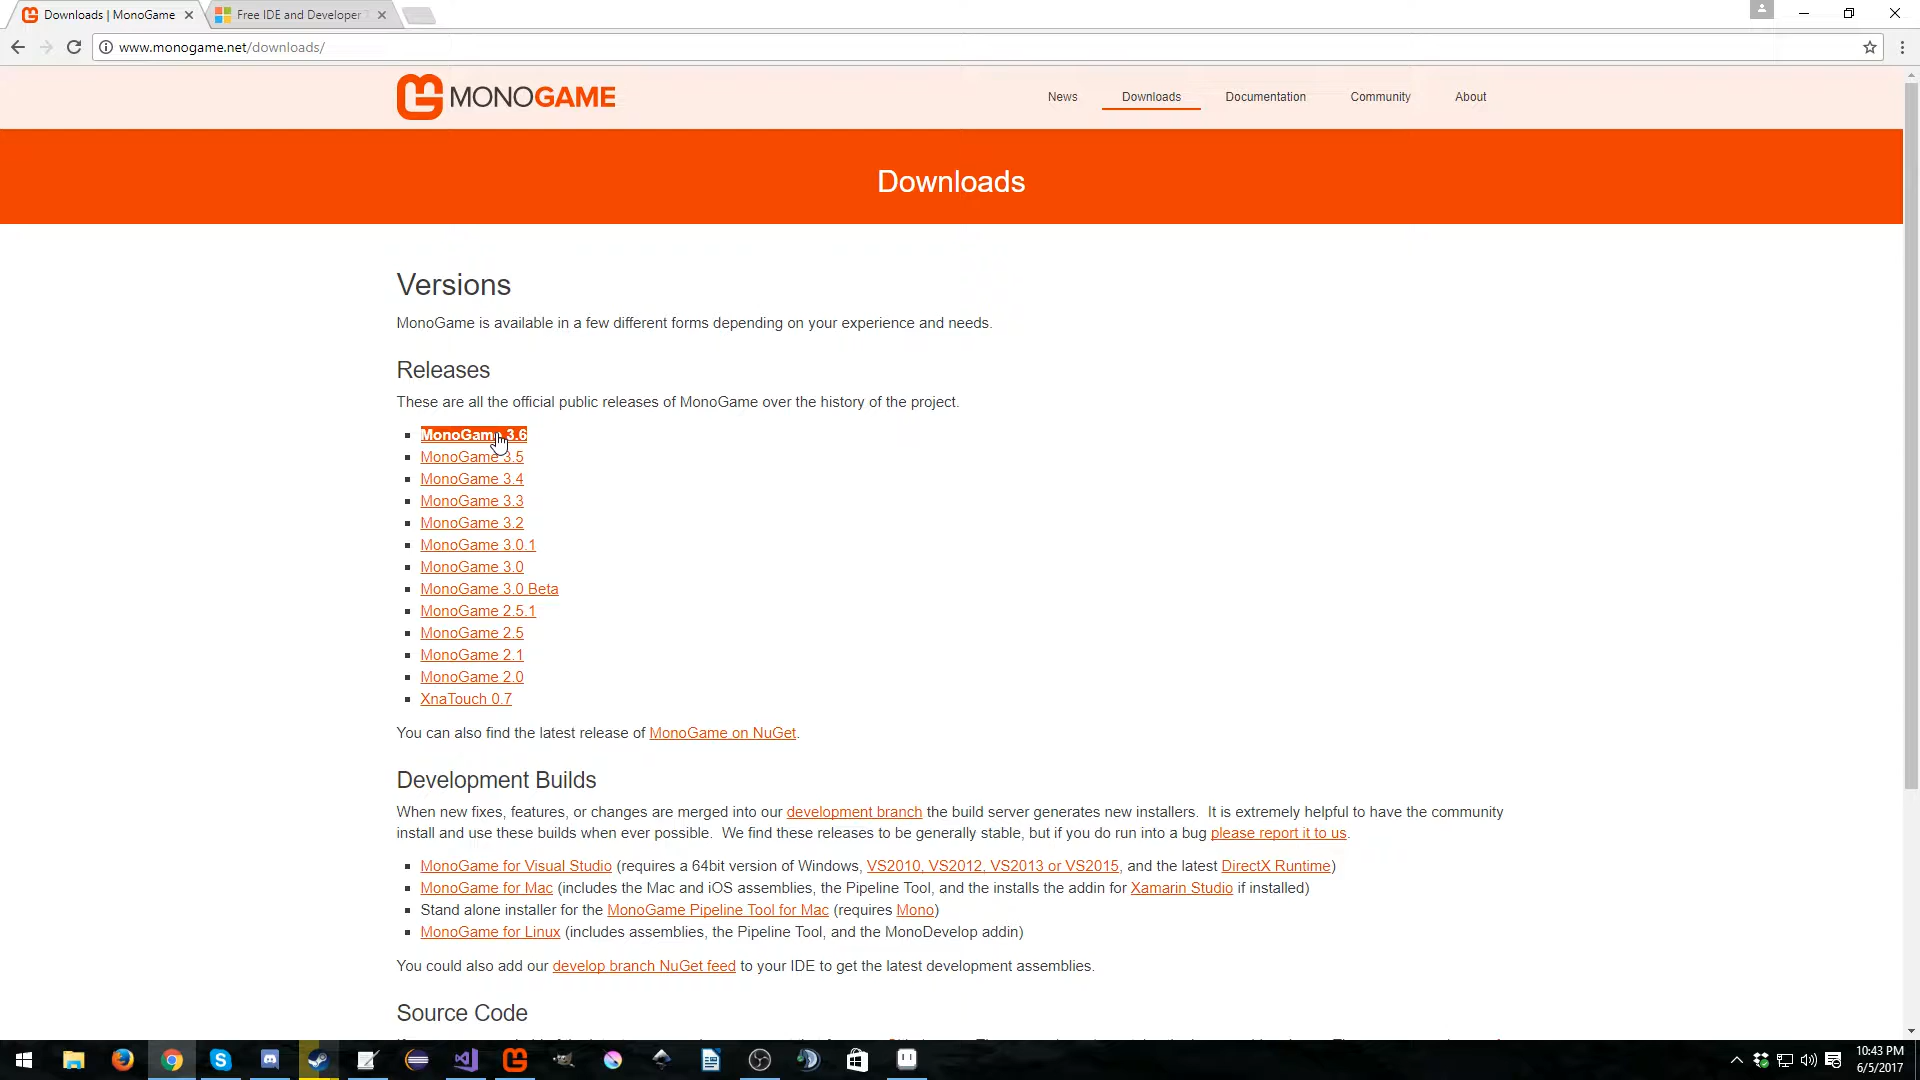 Downloads | MonoGame
Free IDE and Developer T
www.monogame.net/downloads/
MONOGAME
News
Downloads
Documentation
Community
About
Downloads
Versions
MonoGame is available in a few different forms depending on your experience and needs.
Releases
These are all the official public releases of MonoGame over the history of the project.
MonoGame 3.6
MonoGame 3.5
MonoGame 3.4
MonoGame 3.3
MonoGame 3.2
MonoGame 3.0.1
MonoGame 3.0
MonoGame 3.0 Beta
MonoGame 2.5.1
MonoGame 2.5
MonoGame 2.1
MonoGame 2.0
XnaTouch 0.7
You can also find the latest release of MonoGame on NuGet.
Development Builds
When new fixes, features, or changes are merged into our development branch the build server generates new installers. It is extremely helpful to have the community
install and use these builds when ever possible. We find these releases to be generally stable, but if you do run into a bug please report it to us.
MonoGame for Visual Studio (requires a 64bit version of Windows, VS2010, VS2012, VS2013 or VS2015, and the latest DirectX Runtime)
MonoGame for Mac (includes the Mac and iOS assemblies, the Pipeline Tool, and the installs the addin for Xamarin Studio if installed)
Stand alone installer for the MonoGame Pipeline Tool for Mac (requires Mono)
MonoGame for Linux (includes assemblies, the Pipeline Tool, and the MonoDevelop addin)
You could also add our develop branch NuGet feed to your IDE to get the latest development assemblies.
Source Code
10:43 PM
6/5/2017